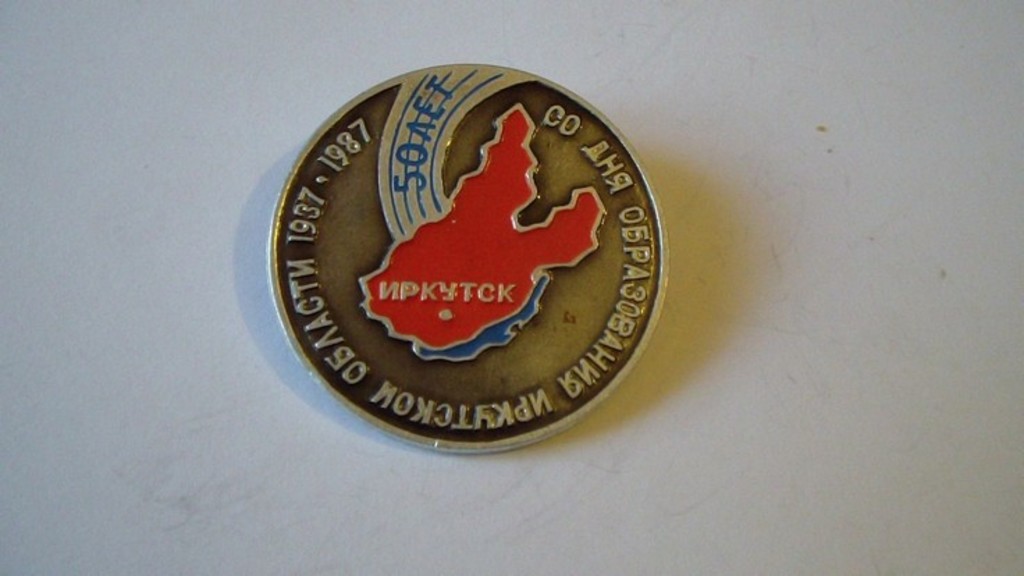 50 ЛЕТ
СО ДНЯ ОБРАЗОВАНИЯ ИРКУТСКОЙ ОБЛАСТИ 1937 • 1987
ИРКУТСК